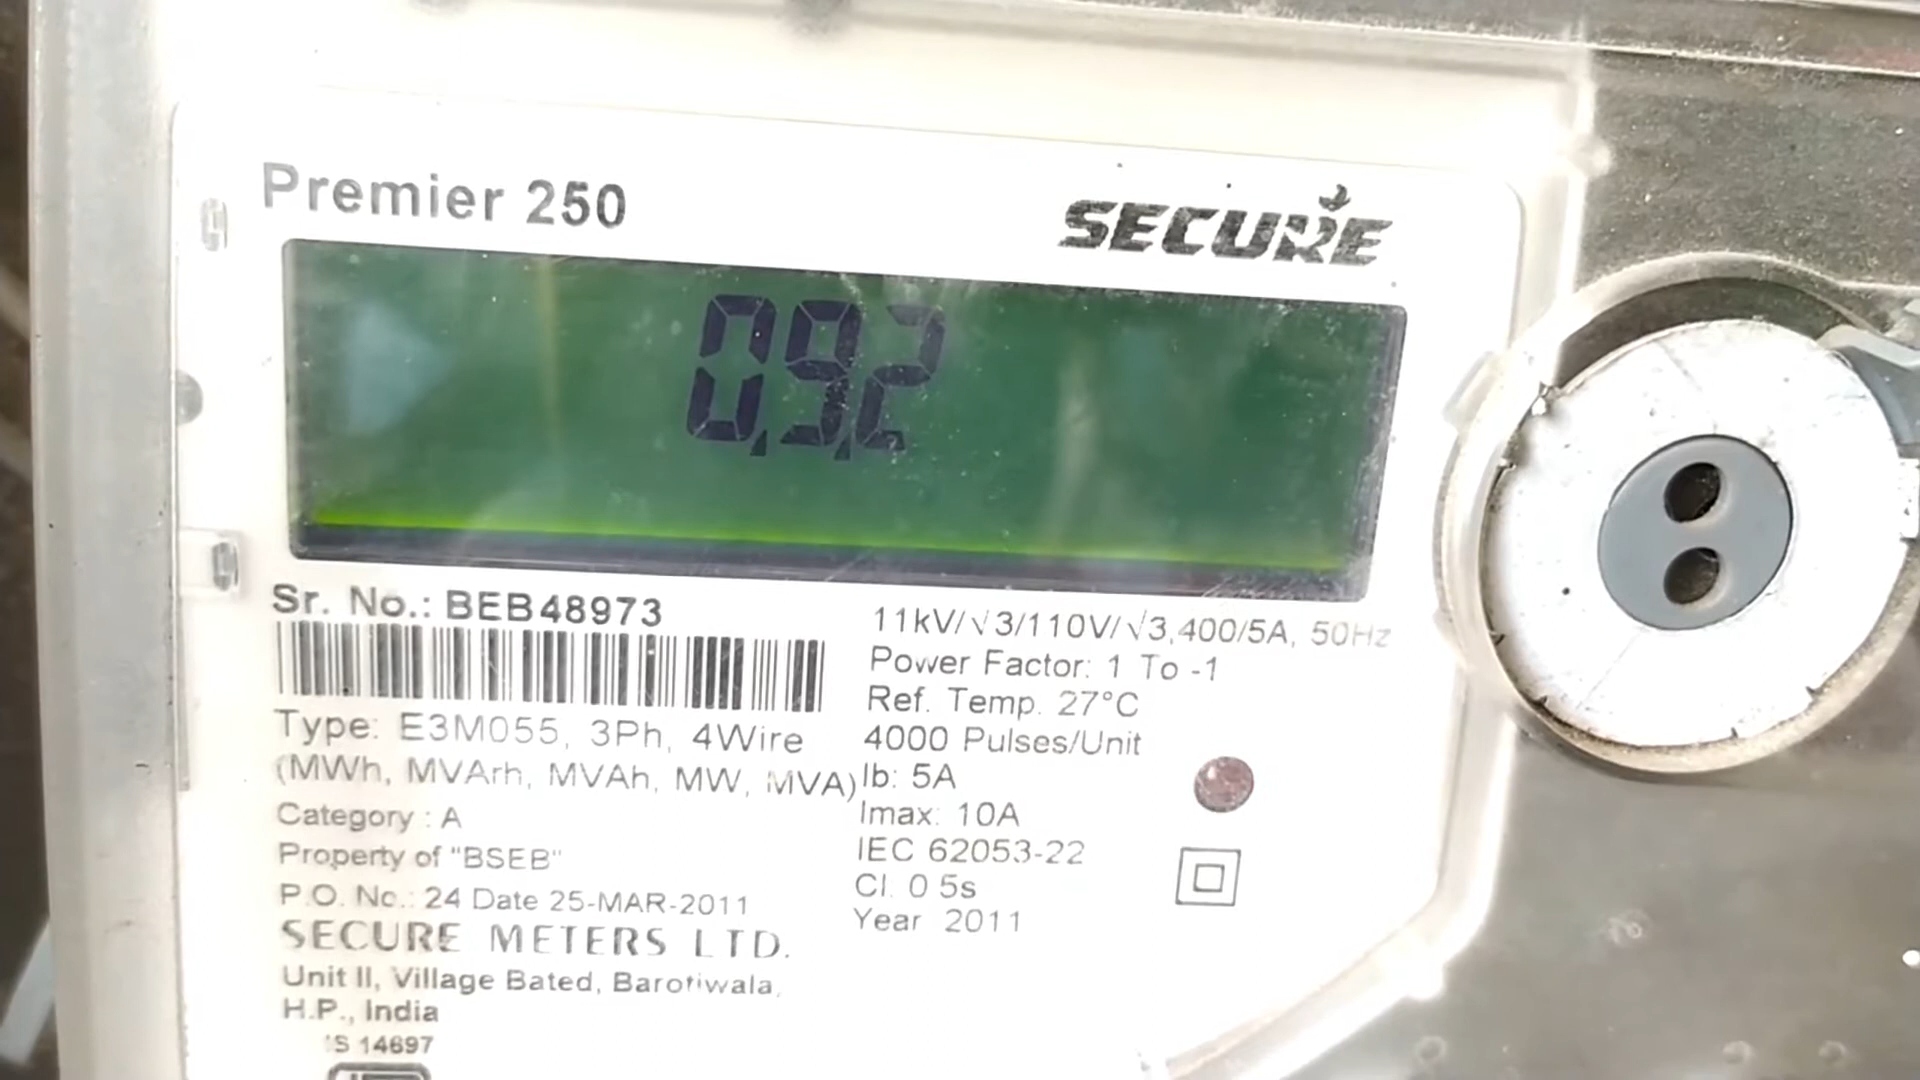 Premier 250
SECURE
0,9,2
Sr. No.: BEB48973
Type: E3M055, 3Ph, 4Wire
(MWh, MVArh, MVAh, MW, MVA)
Category : A
Property of "BSEB"
P.O. No.: 24 Date 25-MAR-2011
SECURE METERS LTD.
Unit II, Village Bated, Barotiwala,
H.P., India
IS 14697
11kV/√3/110V/√3,400/5A, 50Hz
Power Factor: 1 To -1
Ref. Temp. 27°C
4000 Pulses/Unit
Ib: 5A
Imax: 10A
IEC 62053-22
Cl. 0.5s
Year 2011